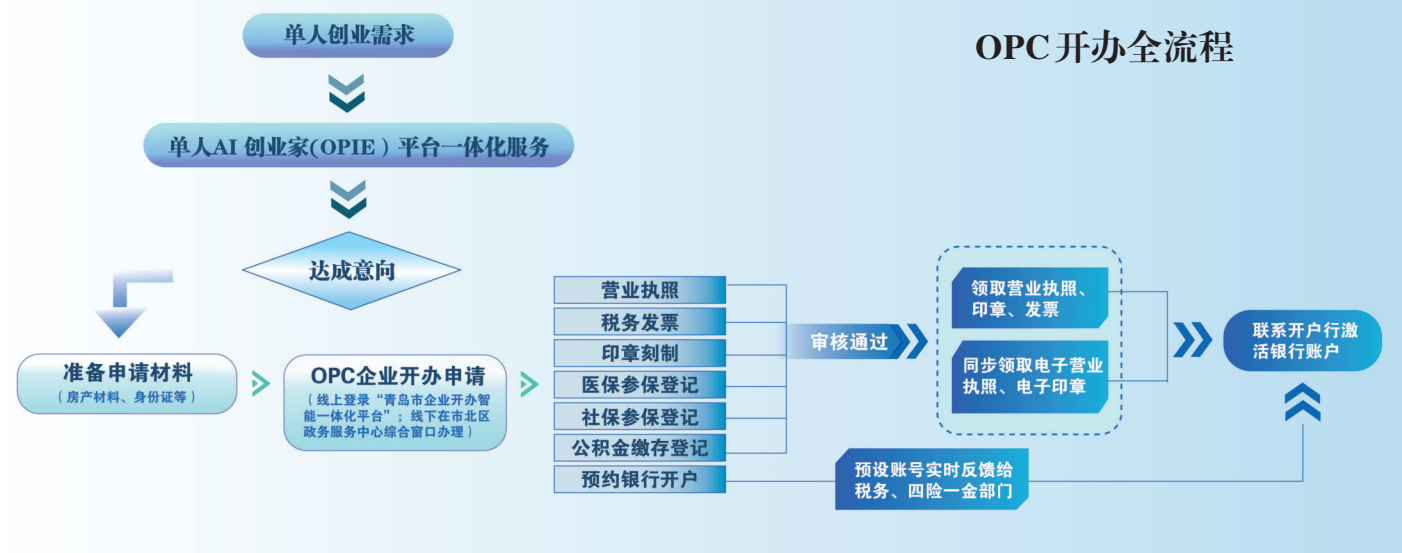 OPC开办全流程
单人创业需求
单人AI 创业家(OPIE）平台一体化服务
达成意向
准备申请材料
（房产材料、身份证等）
OPC企业开办申请
（线上登录“青岛市企业开办智
能一体化平台”；线下在市北区
政务服务中心综合窗口办理）
营业执照
税务发票
印章刻制
医保参保登记
社保参保登记
公积金缴存登记
预约银行开户
审核通过
领取营业执照、
印章、发票
同步领取电子营业
执照、电子印章
联系开户行激
活银行账户
预设账号实时反馈给
税务、四险一金部门